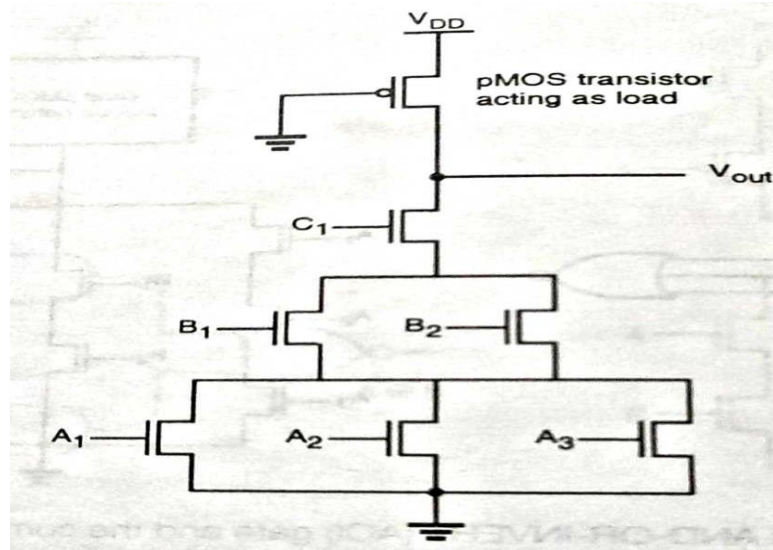 VDD
pMOS transistor
acting as load
Vout
C1
B1
B2
A1
A2
A3